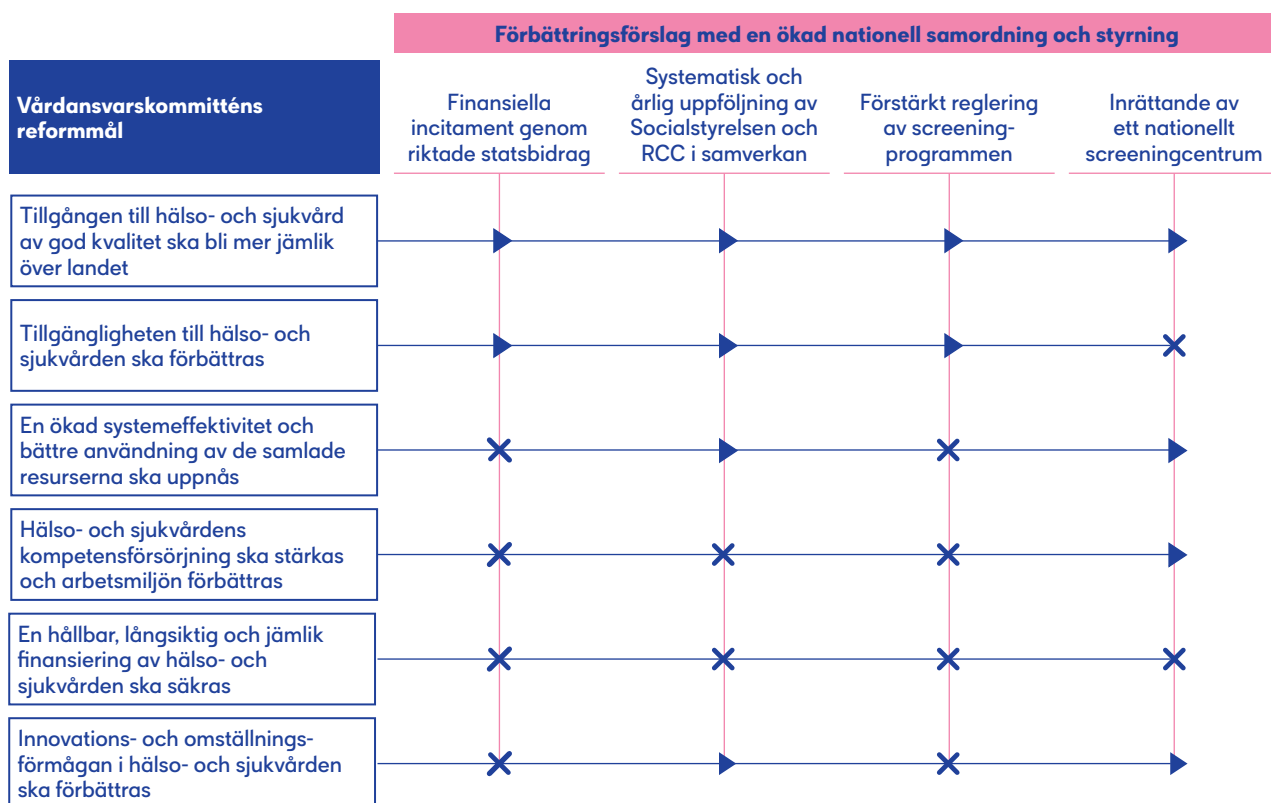 Förbättringsförslag med en ökad nationell samordning och styrning
Vårdansvarskommitténs
reformmål
Finansiella
incitament genom
riktade statsbidrag
Systematisk och
årlig uppföljning av
Socialstyrelsen och
RCC i samverkan
Förstärkt reglering
av screening-
programmen
Inrättande av
ett nationellt
screeningcentrum
Tillgången till hälso- och sjukvård
av god kvalitet ska bli mer jämlik
över landet
Tillgängligheten till hälso- och
sjukvården ska förbättras
En ökad systemeffektivitet och
bättre användning av de samlade
resurserna ska uppnås
Hälso- och sjukvårdens
kompetensförsörjning ska stärkas
och arbetsmiljön förbättras
En hållbar, långsiktig och jämlik
finansiering av hälso- och
sjukvården ska säkras
Innovations- och omställnings-
förmågan i hälso- och sjukvården
ska förbättras